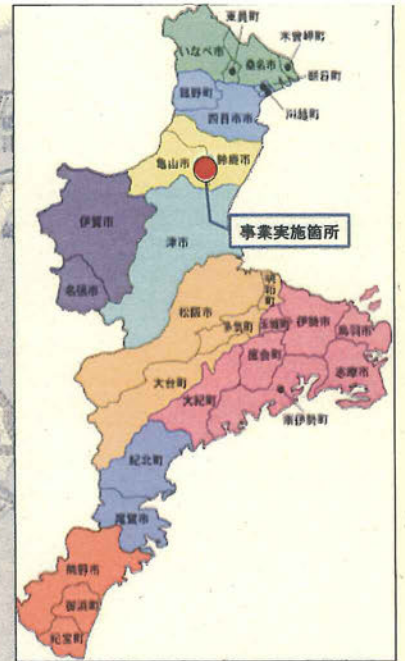 東員町
木曽岬町
いなべ市
桑名市
朝日町
菰野町
川越町
四日市市
亀山市
鈴鹿市
伊賀市
津市
事業実施箇所
名張市
松阪市
明和町
多気町
玉城町
伊勢市
鳥羽市
度会町
大台町
大紀町
志摩市
南伊勢町
紀北町
尾鷲市
熊野市
御浜町
紀宝町